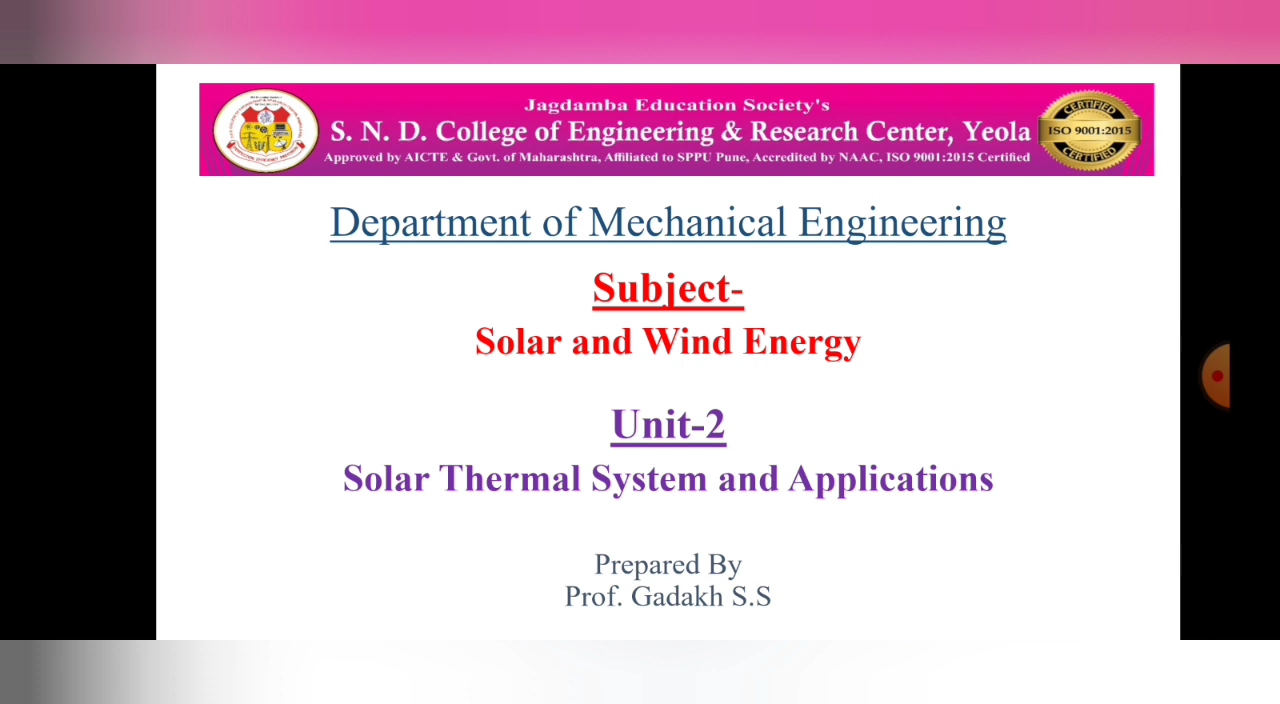 Jagdamba Education Society's
S. N. D. College of Engineering & Research Center, Yeola
Approved by AICTE & Govt. of Maharashtra, Affiliated to SPPU Pune, Accredited by NAAC, ISO 9001:2015 Certified
CERTIFIED
ISO 9001:2015
CERTIFIED
Department of Mechanical Engineering
Subject-
Solar and Wind Energy
Unit-2
Solar Thermal System and Applications
Prepared By
Prof. Gadakh S.S